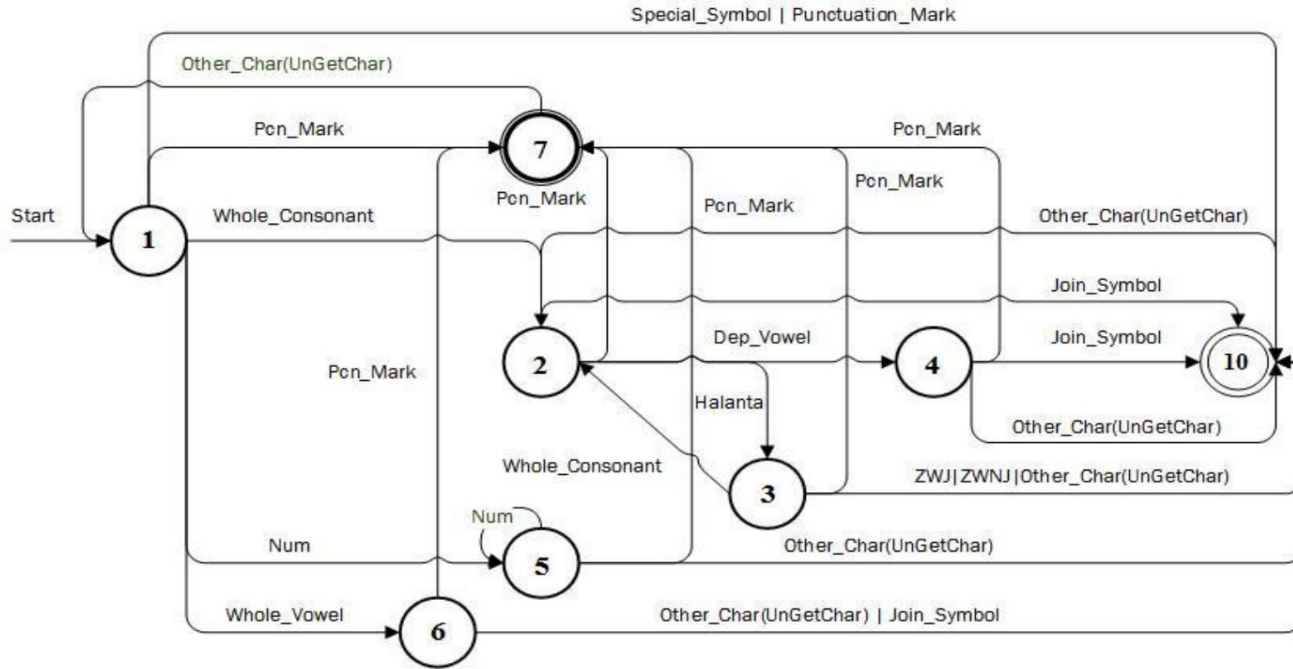 Special_Symbol | Punctuation_Mark
Other_Char(UnGetChar)
Pcn_Mark
7
Pcn_Mark
Pcn_Mark
Pcn_Mark
Pcn_Mark
Start
1
Whole_Consonant
Other_Char(UnGetChar)
Join_Symbol
2
Dep_Vowel
4
Join_Symbol
10
Pcn_Mark
Halanta
Other_Char(UnGetChar)
Whole_Consonant
3
ZWJ|ZWNJ|Other_Char(UnGetChar)
Num
Num
5
Other_Char(UnGetChar)
Whole_Vowel
6
Other_Char(UnGetChar) | Join_Symbol